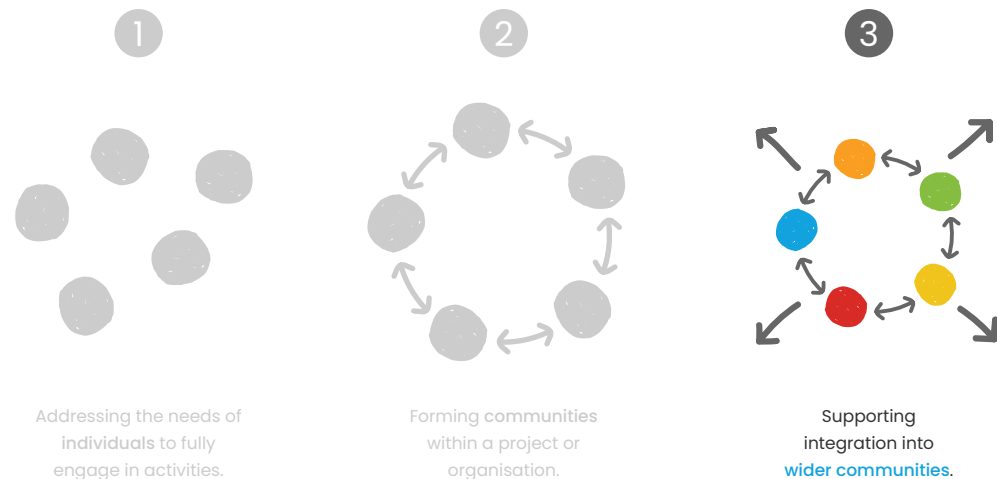 1
Addressing the needs of
individuals to fully
engage in activities.
2
Forming communities
within a project or
organisation.
3
Supporting
integration into
wider communities.